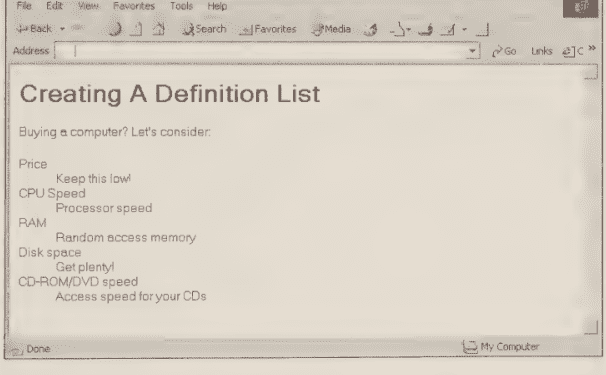 File Edit View Favorites Tools Help
Back Search Favorites Media
Address Go Links
Creating A Definition List
Buying a computer? Let's consider:
Price
Keep this low!
CPU Speed
Processor speed
RAM
Random access memory
Disk space
Get plenty!
CD-ROM/DVD speed
Access speed for your CDs
Done My Computer